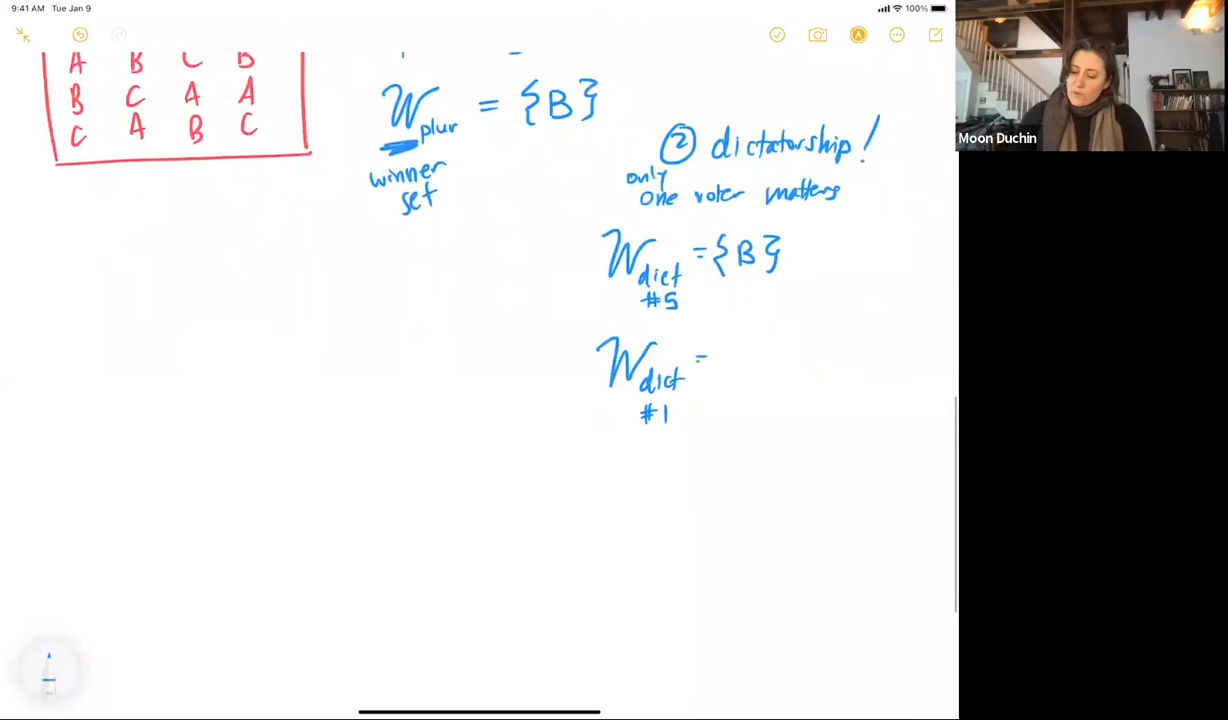 9:41 AM Tue Jan 9
100%
A B C B
B C A A
C A B C
W plur = {B}
winner
set
② dictatorship!
only
one voter matters
W dict #5 = {B}
W dict #1 =
Moon Duchin